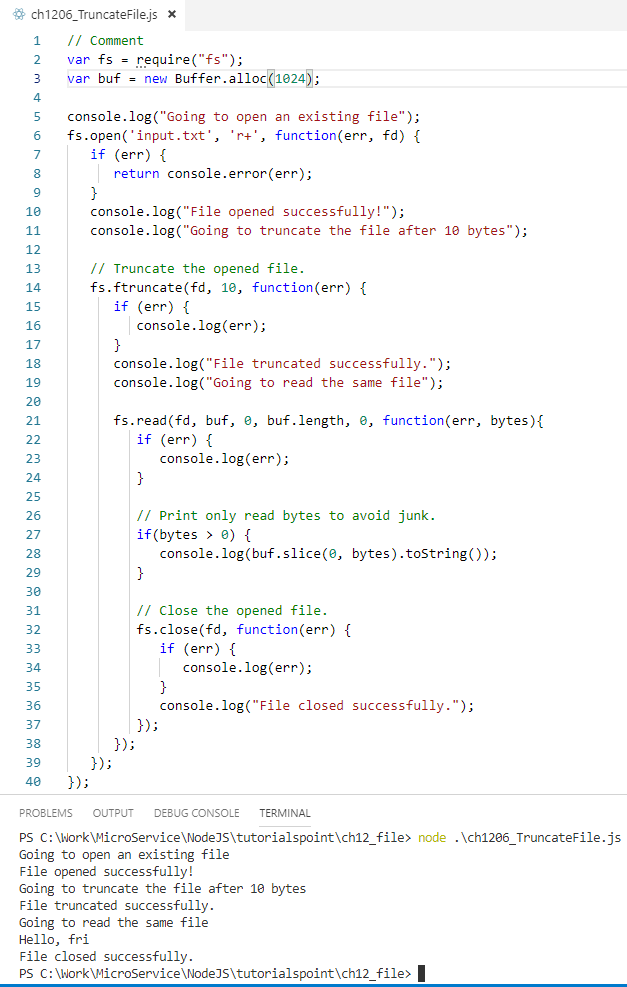 ch1206_TruncateFile.js ×
1 // Comment
2 var fs = require("fs");
3 var buf = new Buffer.alloc(1024);
4
5 console.log("Going to open an existing file");
6 fs.open('input.txt', 'r+', function(err, fd) {
7    if (err) {
8       return console.error(err);
9    }
10    console.log("File opened successfully!");
11    console.log("Going to truncate the file after 10 bytes");
12
13    // Truncate the opened file.
14    fs.ftruncate(fd, 10, function(err) {
15       if (err) {
16          console.log(err);
17       }
18       console.log("File truncated successfully.");
19       console.log("Going to read the same file");
20
21       fs.read(fd, buf, 0, buf.length, 0, function(err, bytes){
22          if (err) {
23             console.log(err);
24          }
25
26          // Print only read bytes to avoid junk.
27          if(bytes > 0) {
28             console.log(buf.slice(0, bytes).toString());
29          }
30
31          // Close the opened file.
32          fs.close(fd, function(err) {
33             if (err) {
34                console.log(err);
35             }
36             console.log("File closed successfully.");
37          });
38       });
39    });
40 });
PROBLEMS OUTPUT DEBUG CONSOLE TERMINAL
PS C:\Work\MicroService\NodeJS\tutorialspoint\ch12_file> node .\ch1206_TruncateFile.js
Going to open an existing file
File opened successfully!
Going to truncate the file after 10 bytes
File truncated successfully.
Going to read the same file
Hello, fri
File closed successfully.
PS C:\Work\MicroService\NodeJS\tutorialspoint\ch12_file>